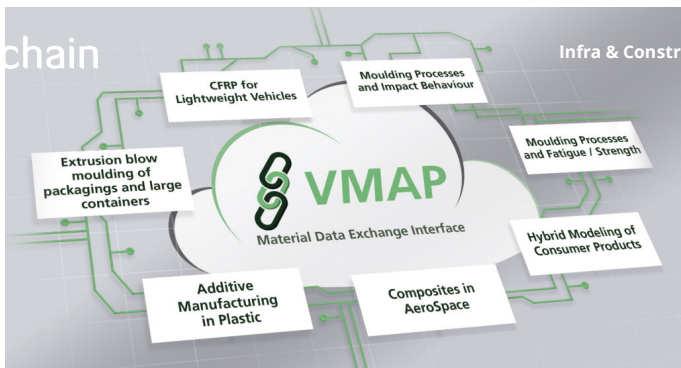 chain
Infra & Constr
CFRP for
Lightweight Vehicles
Moulding Processes
and Impact Behaviour
Extrusion blow
moulding of
packagings and large
containers
VMAP
Material Data Exchange Interface
Moulding Processes
and Fatigue / Strength
Hybrid Modeling of
Consumer Products
Additive
Manufacturing
in Plastic
Composites in
AeroSpace